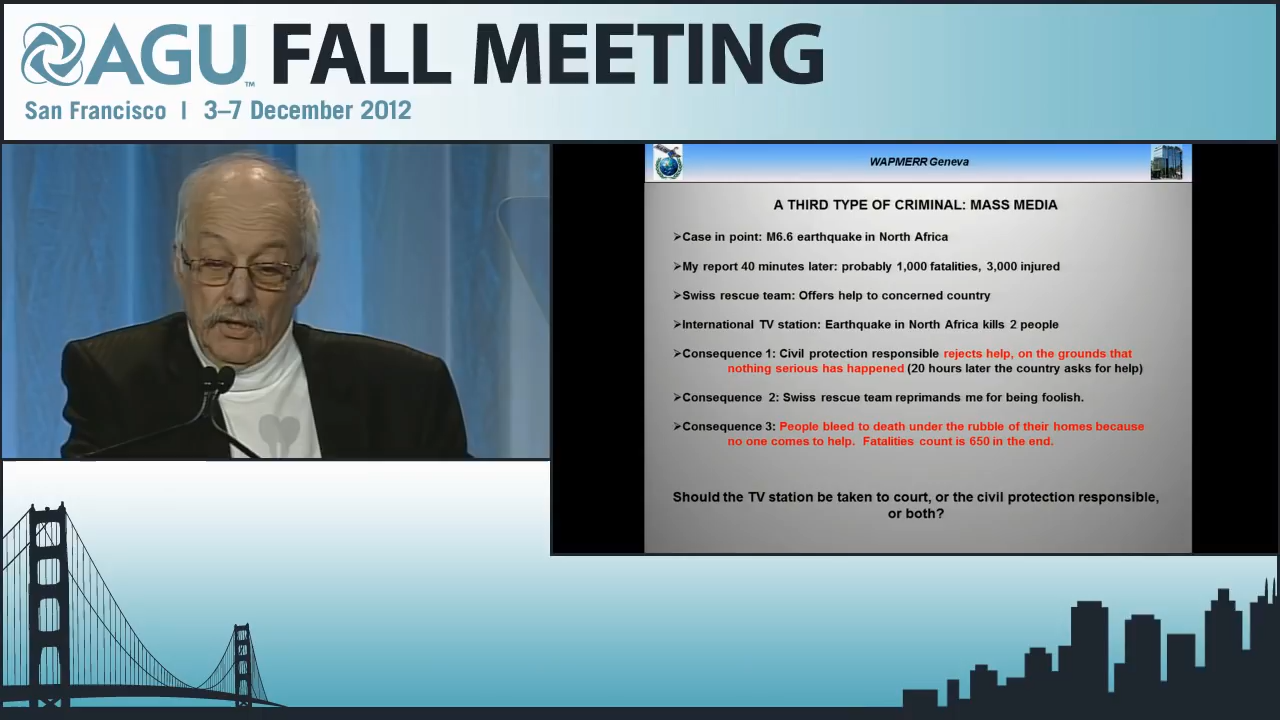 AGU™ FALL MEETING
San Francisco | 3–7 December 2012
WAPMERR Geneva
A THIRD TYPE OF CRIMINAL: MASS MEDIA
➢Case in point: M6.6 earthquake in North Africa
➢My report 40 minutes later: probably 1,000 fatalities, 3,000 injured
➢Swiss rescue team: Offers help to concerned country
➢International TV station: Earthquake in North Africa kills 2 people
➢Consequence 1: Civil protection responsible rejects help, on the grounds that
nothing serious has happened (20 hours later the country asks for help)
➢Consequence 2: Swiss rescue team reprimands me for being foolish.
➢Consequence 3: People bleed to death under the rubble of their homes because
no one comes to help. Fatalities count is 650 in the end.
Should the TV station be taken to court, or the civil protection responsible,
or both?